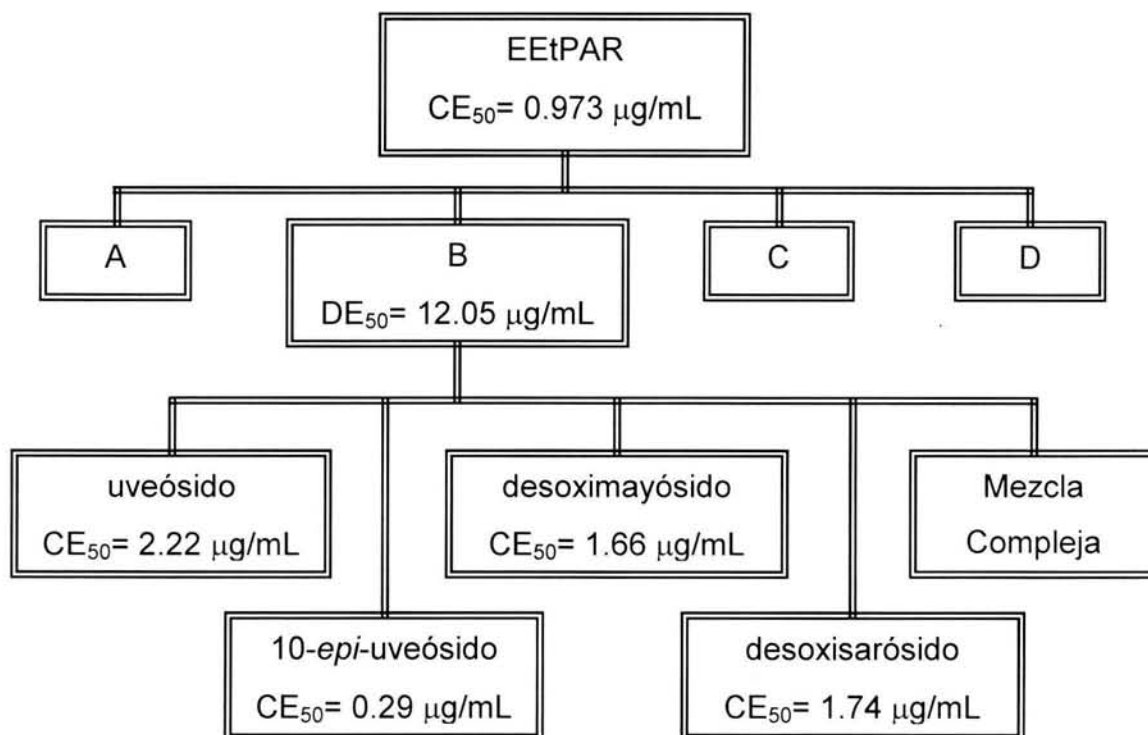 EEtPAR
CE₅₀= 0.973 µg/mL
A
B
DE₅₀= 12.05 µg/mL
C
D
uveósido
CE₅₀= 2.22 µg/mL
desoximayósido
CE₅₀= 1.66 µg/mL
Mezcla
Compleja
10-epi-uveósido
CE₅₀= 0.29 µg/mL
desoxisarósido
CE₅₀= 1.74 µg/mL